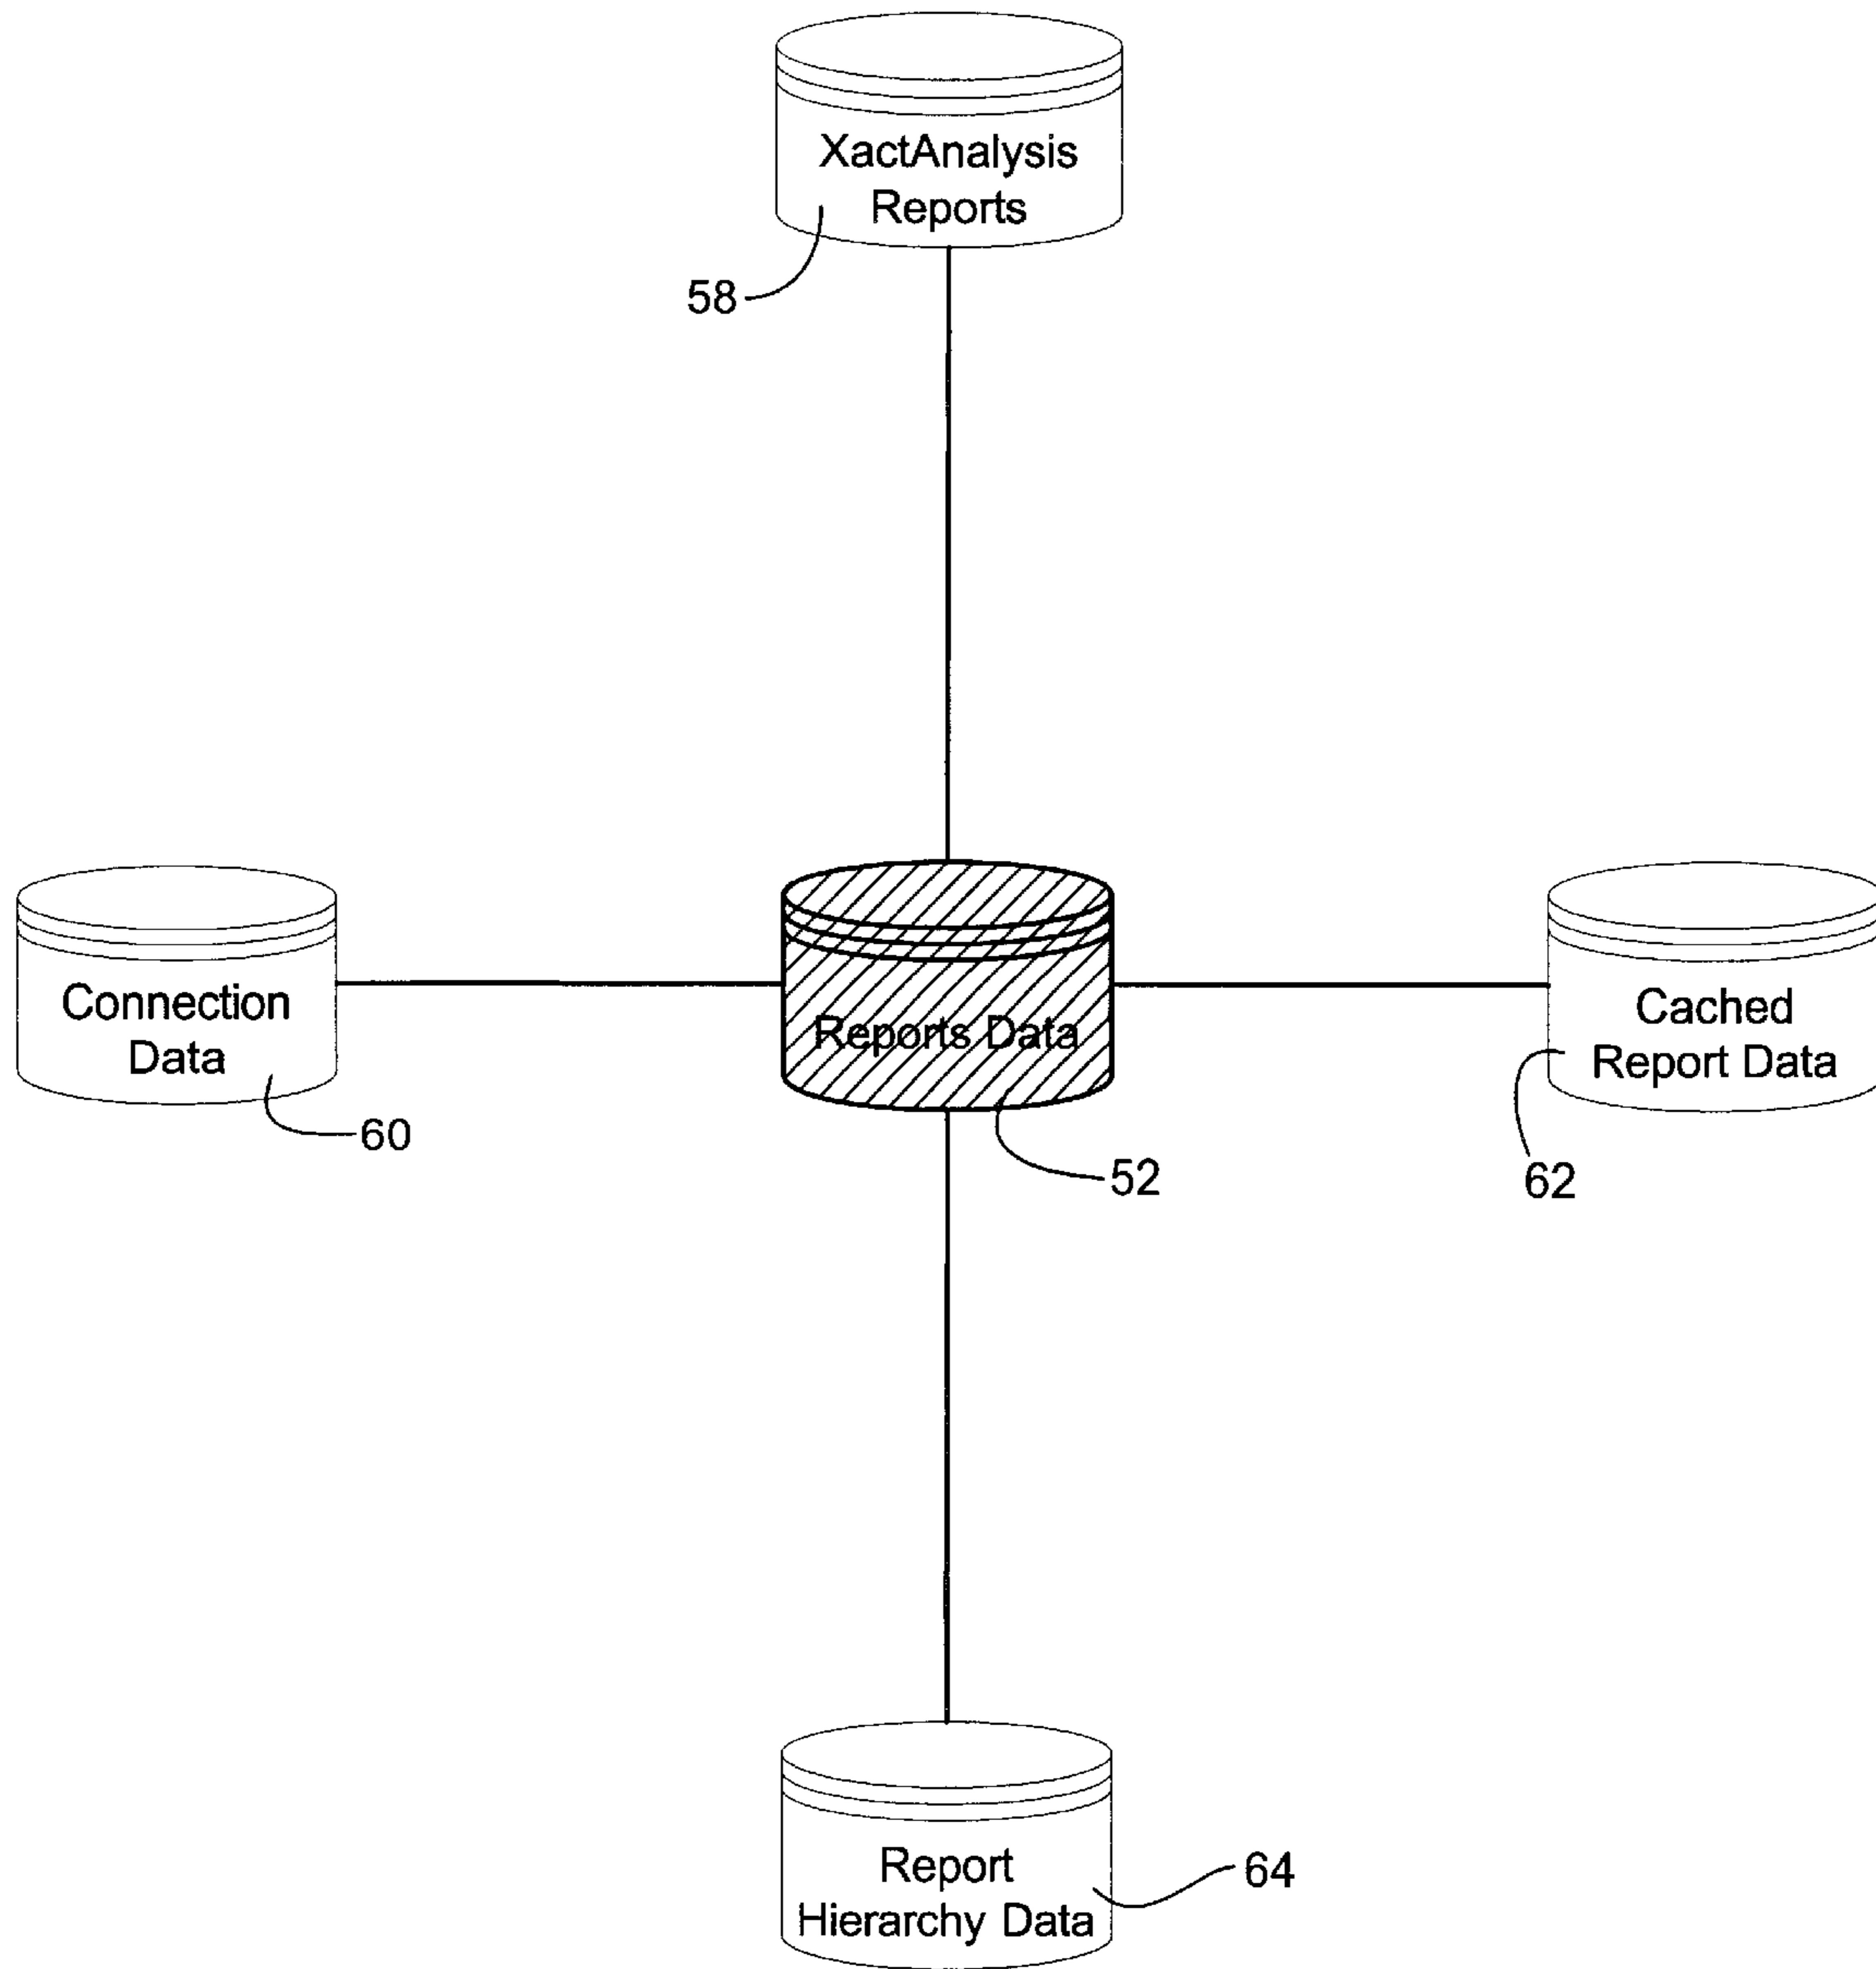 XactAnalysis
Reports
58
Connection
Data
60
Reports Data
52
Cached
Report Data
62
Report
Hierarchy Data
64